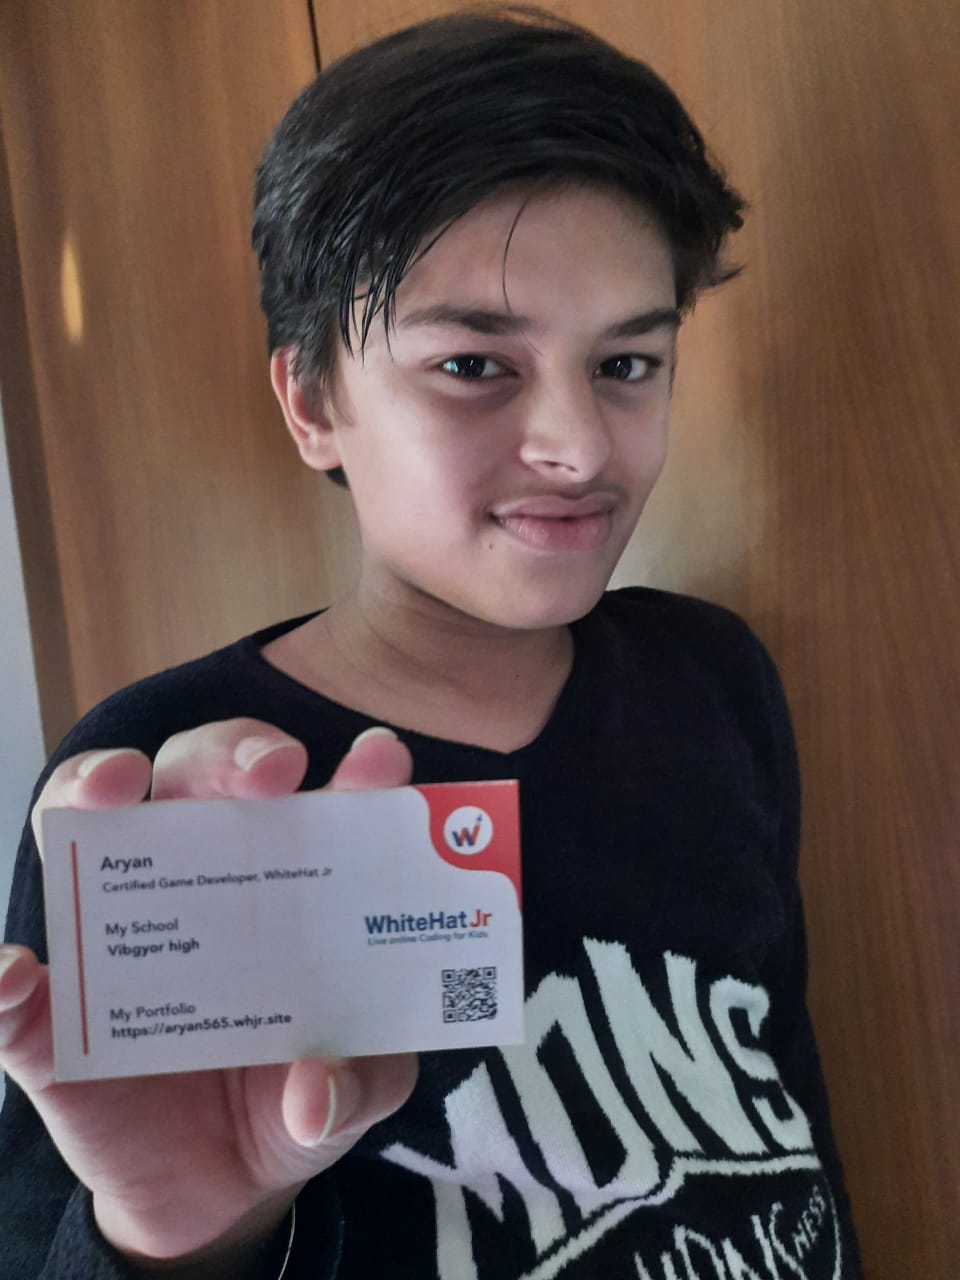 Aryan
Certified Game Developer, WhiteHat Jr
My School
Vibgyor high
My Portfolio
https://aryan565.whjr.site
W
WhiteHat Jr
Live online Coding for Kids